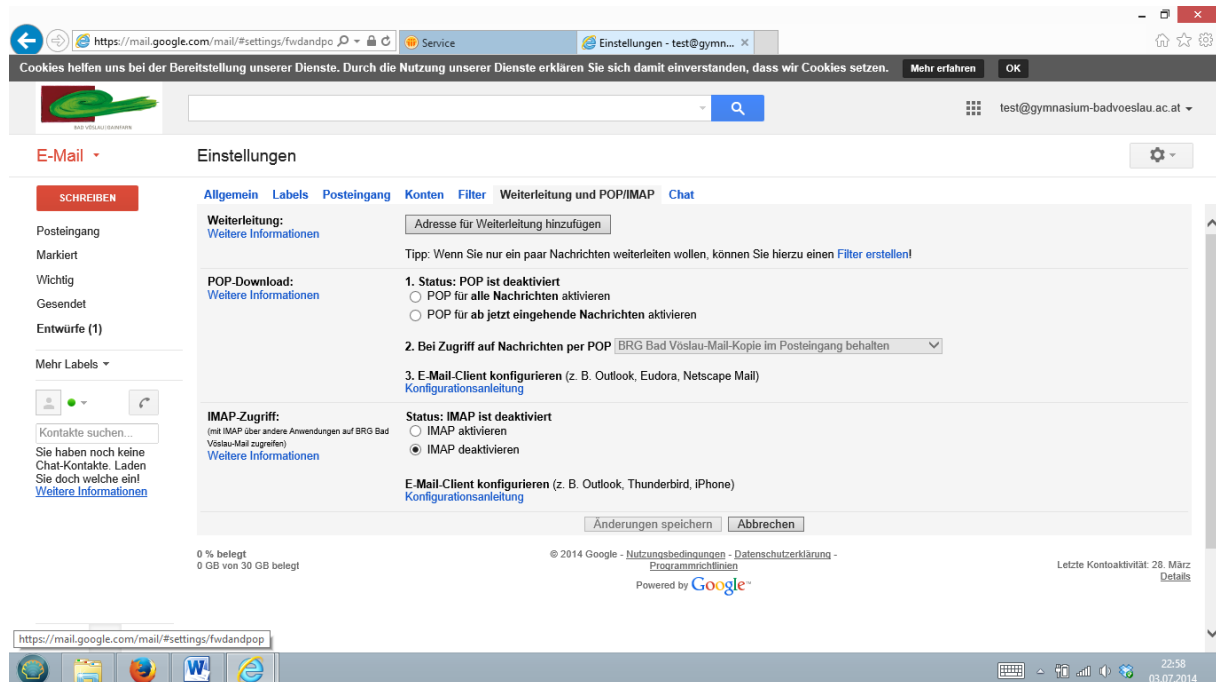 https://mail.google.com/mail/#settings/fwdandpo
Service
Einstellungen - test@gymn...
Cookies helfen uns bei der Bereitstellung unserer Dienste. Durch die Nutzung unserer Dienste erklären Sie sich damit einverstanden, dass wir Cookies setzen. Mehr erfahren OK
BAD VÖSLAU | GAINFARN
test@gymnasium-badvoeslau.ac.at
E-Mail
Einstellungen
SCHREIBEN
Posteingang
Markiert
Wichtig
Gesendet
Entwürfe (1)
Mehr Labels
Kontakte suchen...
Sie haben noch keine
Chat-Kontakte. Laden
Sie doch welche ein!
Weitere Informationen
Allgemein Labels Posteingang Konten Filter Weiterleitung und POP/IMAP Chat
Weiterleitung:
Weitere Informationen
Adresse für Weiterleitung hinzufügen
Tipp: Wenn Sie nur ein paar Nachrichten weiterleiten wollen, können Sie hierzu einen Filter erstellen!
POP-Download:
Weitere Informationen
1. Status: POP ist deaktiviert
POP für alle Nachrichten aktivieren
POP für ab jetzt eingehende Nachrichten aktivieren
2. Bei Zugriff auf Nachrichten per POP BRG Bad Vöslau-Mail-Kopie im Posteingang behalten
3. E-Mail-Client konfigurieren (z. B. Outlook, Eudora, Netscape Mail)
Konfigurationsanleitung
IMAP-Zugriff:
(mit IMAP über andere Anwendungen auf BRG Bad
Vöslau-Mail zugreifen)
Weitere Informationen
Status: IMAP ist deaktiviert
IMAP aktivieren
IMAP deaktivieren
E-Mail-Client konfigurieren (z. B. Outlook, Thunderbird, iPhone)
Konfigurationsanleitung
Änderungen speichern Abbrechen
0 % belegt
0 GB von 30 GB belegt
© 2014 Google - Nutzungsbedingungen - Datenschutzerklärung -
Programmrichtlinien
Powered by Google™
Letzte Kontoaktivität: 28. März
Details
https://mail.google.com/mail/#settings/fwdandpop
22:58
03.07.2014